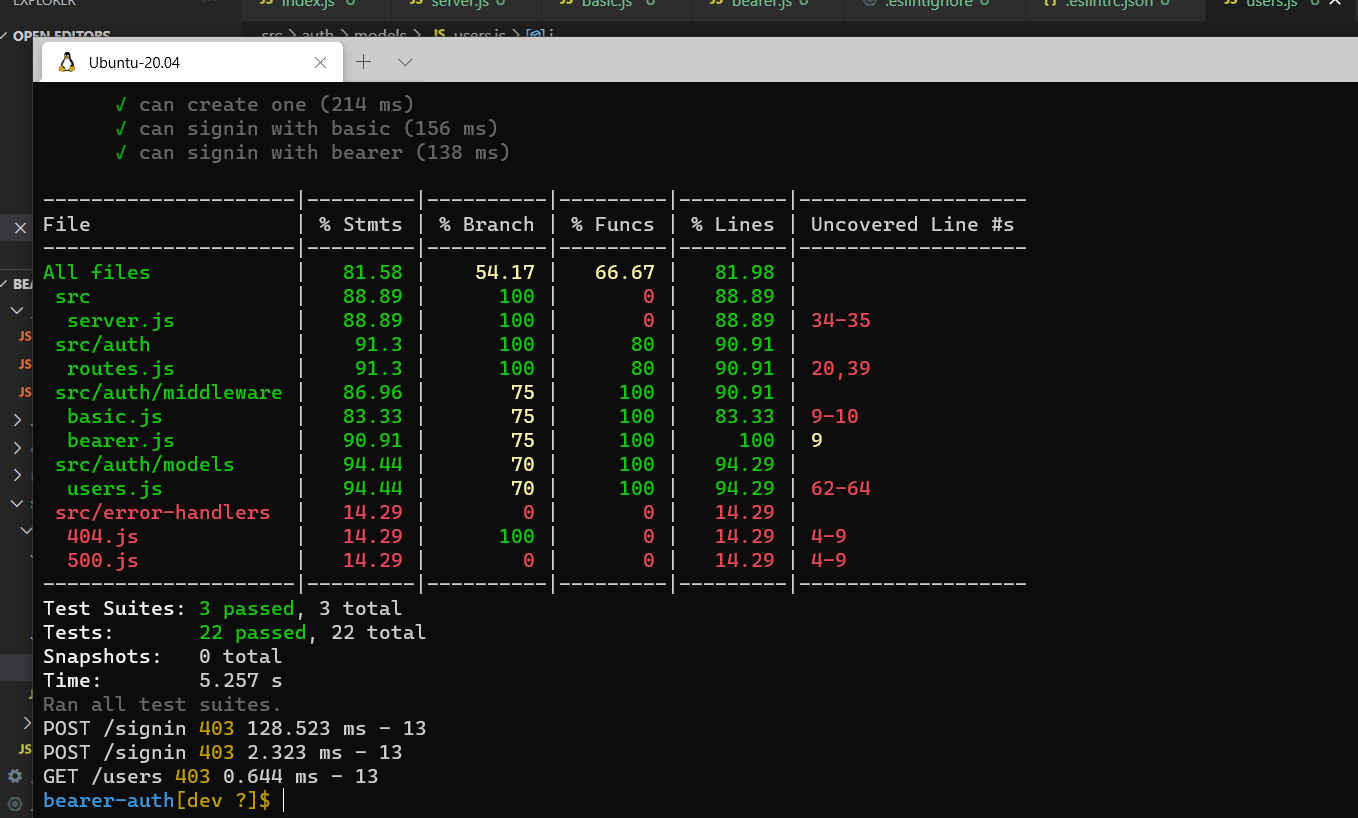 EXPLORER
JS index.js U JS server.js U JS basic.js U JS bearer.js U .eslintignore U {} .eslintrc.json U JS users.js U
OPEN EDITORS
src > auth > models > JS users.js >
Ubuntu-20.04
√ can create one (214 ms)
√ can signin with basic (156 ms)
√ can signin with bearer (138 ms)
---------------------|---------|----------|---------|---------|-------------------
File | % Stmts | % Branch | % Funcs | % Lines | Uncovered Line #s
---------------------|---------|----------|---------|---------|-------------------
All files | 81.58 | 54.17 | 66.67 | 81.98 |
src | 88.89 | 100 | 0 | 88.89 |
server.js | 88.89 | 100 | 0 | 88.89 | 34-35
src/auth | 91.3 | 100 | 80 | 90.91 |
routes.js | 91.3 | 100 | 80 | 90.91 | 20,39
src/auth/middleware | 86.96 | 75 | 100 | 90.91 |
basic.js | 83.33 | 75 | 100 | 83.33 | 9-10
bearer.js | 90.91 | 75 | 100 | 100 | 9
src/auth/models | 94.44 | 70 | 100 | 94.29 |
users.js | 94.44 | 70 | 100 | 94.29 | 62-64
src/error-handlers | 14.29 | 0 | 0 | 14.29 |
404.js | 14.29 | 100 | 0 | 14.29 | 4-9
500.js | 14.29 | 0 | 0 | 14.29 | 4-9
---------------------|---------|----------|---------|---------|-------------------
Test Suites: 3 passed, 3 total
Tests: 22 passed, 22 total
Snapshots: 0 total
Time: 5.257 s
Ran all test suites.
POST /signin 403 128.523 ms - 13
POST /signin 403 2.323 ms - 13
GET /users 403 0.644 ms - 13
bearer-auth[dev ?]$
BEA
JS
JS
JS
JS